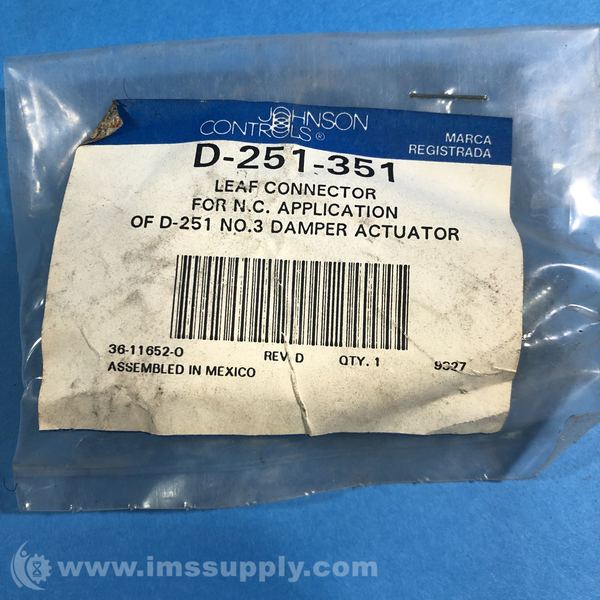 JOHNSON
CONTROLS®
MARCA
REGISTRADA
D-251-351
LEAF CONNECTOR
FOR N.C. APPLICATION
OF D-251 NO.3 DAMPER ACTUATOR
36-11652-0 REV. D QTY. 1
ASSEMBLED IN MEXICO
www.imssupply.com